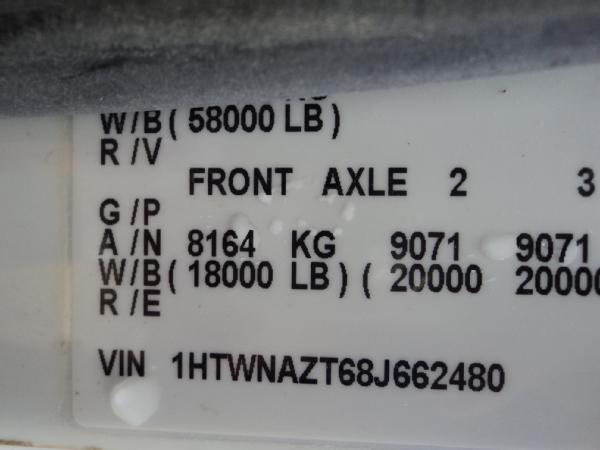 W/B ( 58000 LB )
R /V
FRONT AXLE 2 3
G /P
A /N 8164 KG 9071 9071
W/B ( 18000 LB ) ( 20000 20000
R /E
VIN 1HTWNAZT68J662480